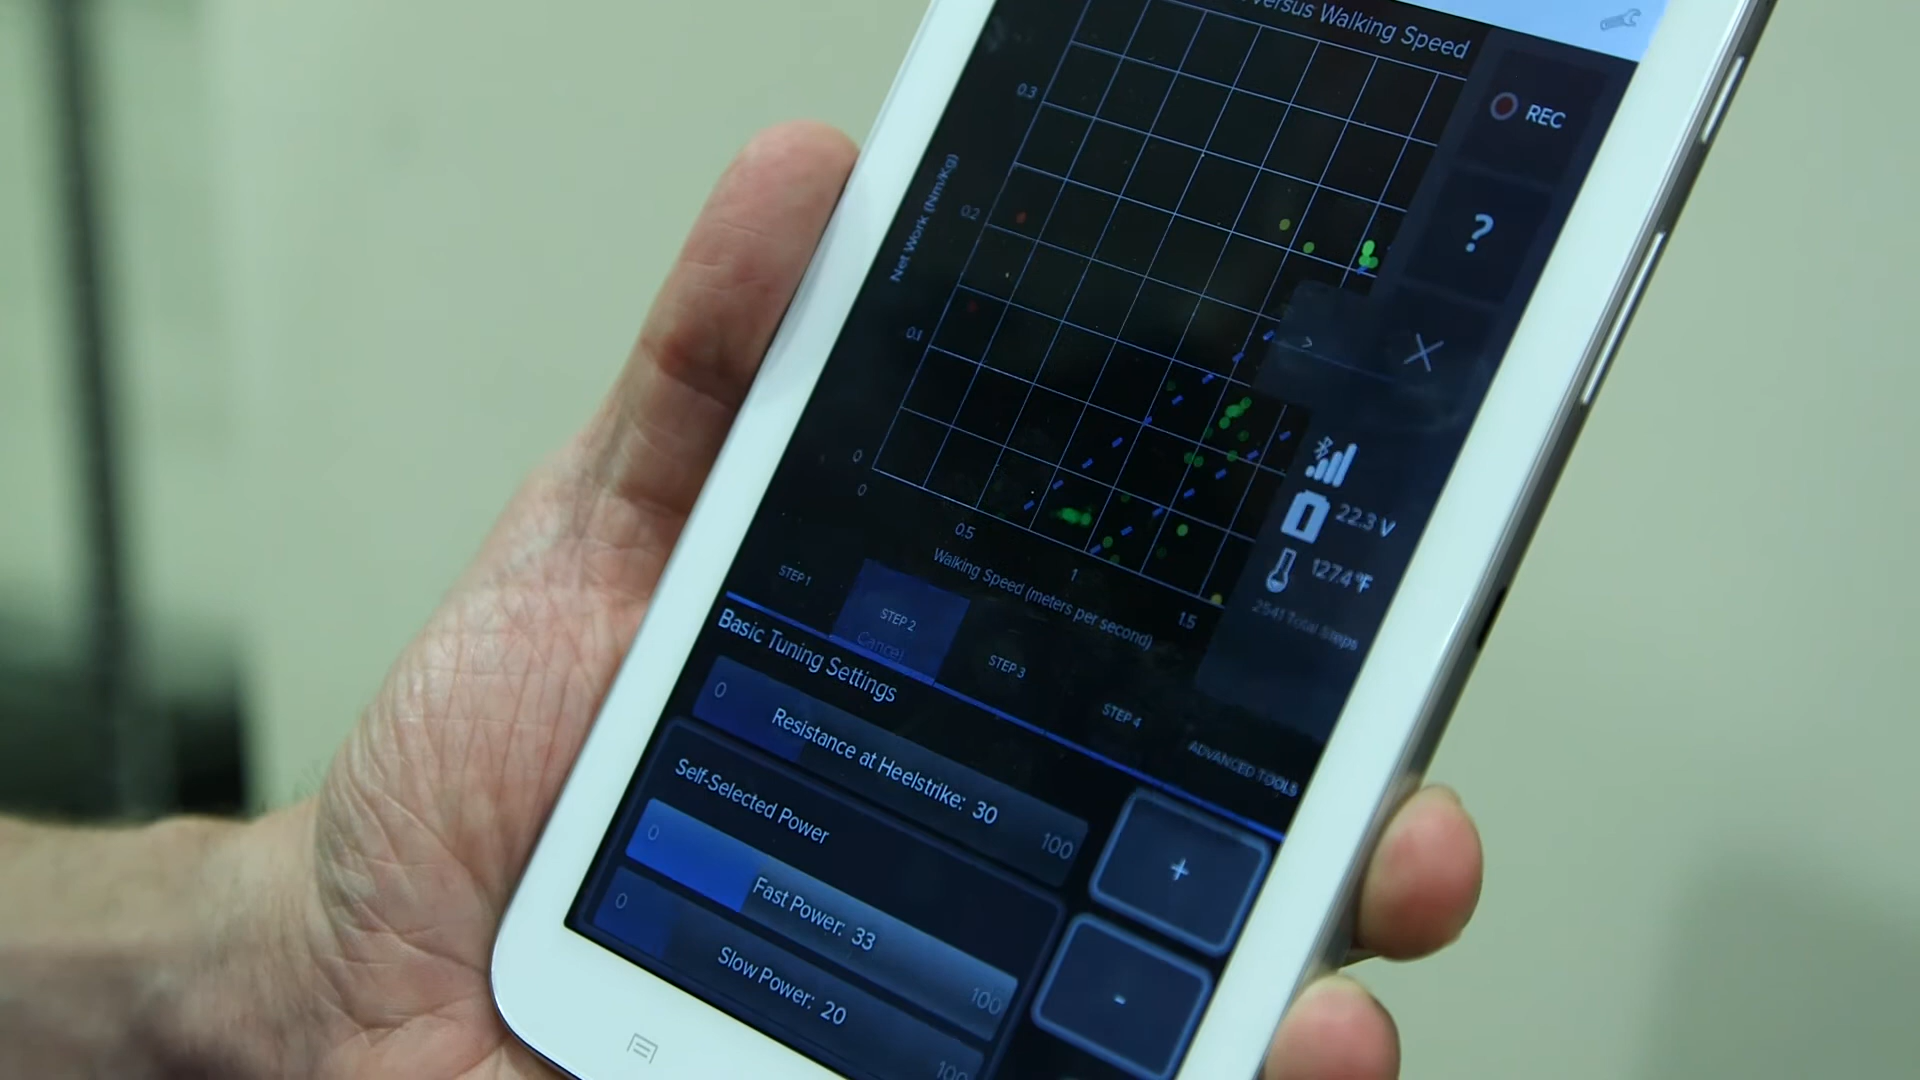 Versus Walking Speed
REC
0.3
?
Net Work (Nm/Kg)
0.2
0.1
>
0
0
0.5
1
1.5
Walking Speed (meters per second)
22.3 V
127.4 °F
2541 Total Steps
STEP 1
STEP 2
Cancel
STEP 3
STEP 4
ADVANCED TOOLS
Basic Tuning Settings
0
Resistance at Heelstrike: 30
100
Self-Selected Power
0
Fast Power: 33
100
0
Slow Power: 20
100
+
-